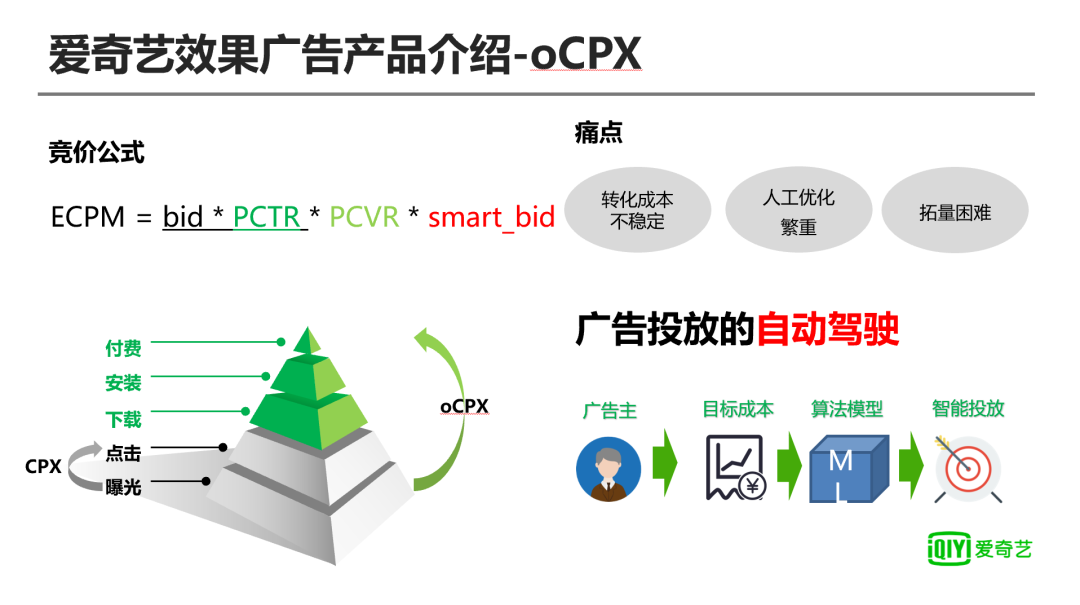 爱奇艺效果广告产品介绍-oCPX
竞价公式
ECPM = bid * PCTR * PCVR * smart_bid
痛点
转化成本
不稳定
人工优化
繁重
拓量困难
付费
安装
下载
点击
曝光
CPX
oCPX
广告投放的自动驾驶
广告主
目标成本
算法模型
智能投放
¥
M
L
iQIYI 爱奇艺